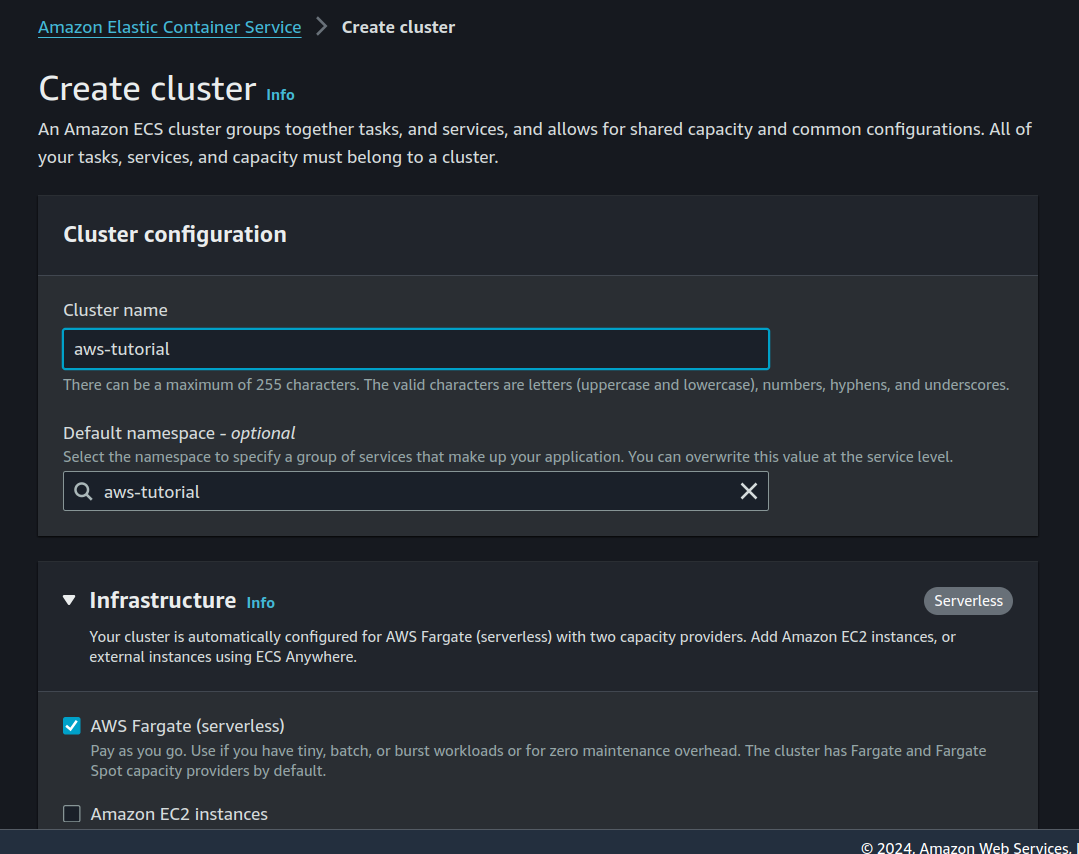 Amazon Elastic Container Service > Create cluster
Create cluster Info
An Amazon ECS cluster groups together tasks, and services, and allows for shared capacity and common configurations. All of
your tasks, services, and capacity must belong to a cluster.
Cluster configuration
Cluster name
aws-tutorial
There can be a maximum of 255 characters. The valid characters are letters (uppercase and lowercase), numbers, hyphens, and underscores.
Default namespace - optional
Select the namespace to specify a group of services that make up your application. You can overwrite this value at the service level.
aws-tutorial
Infrastructure Info
Serverless
Your cluster is automatically configured for AWS Fargate (serverless) with two capacity providers. Add Amazon EC2 instances, or
external instances using ECS Anywhere.
AWS Fargate (serverless)
Pay as you go. Use if you have tiny, batch, or burst workloads or for zero maintenance overhead. The cluster has Fargate and Fargate
Spot capacity providers by default.
Amazon EC2 instances
© 2024, Amazon Web Services,